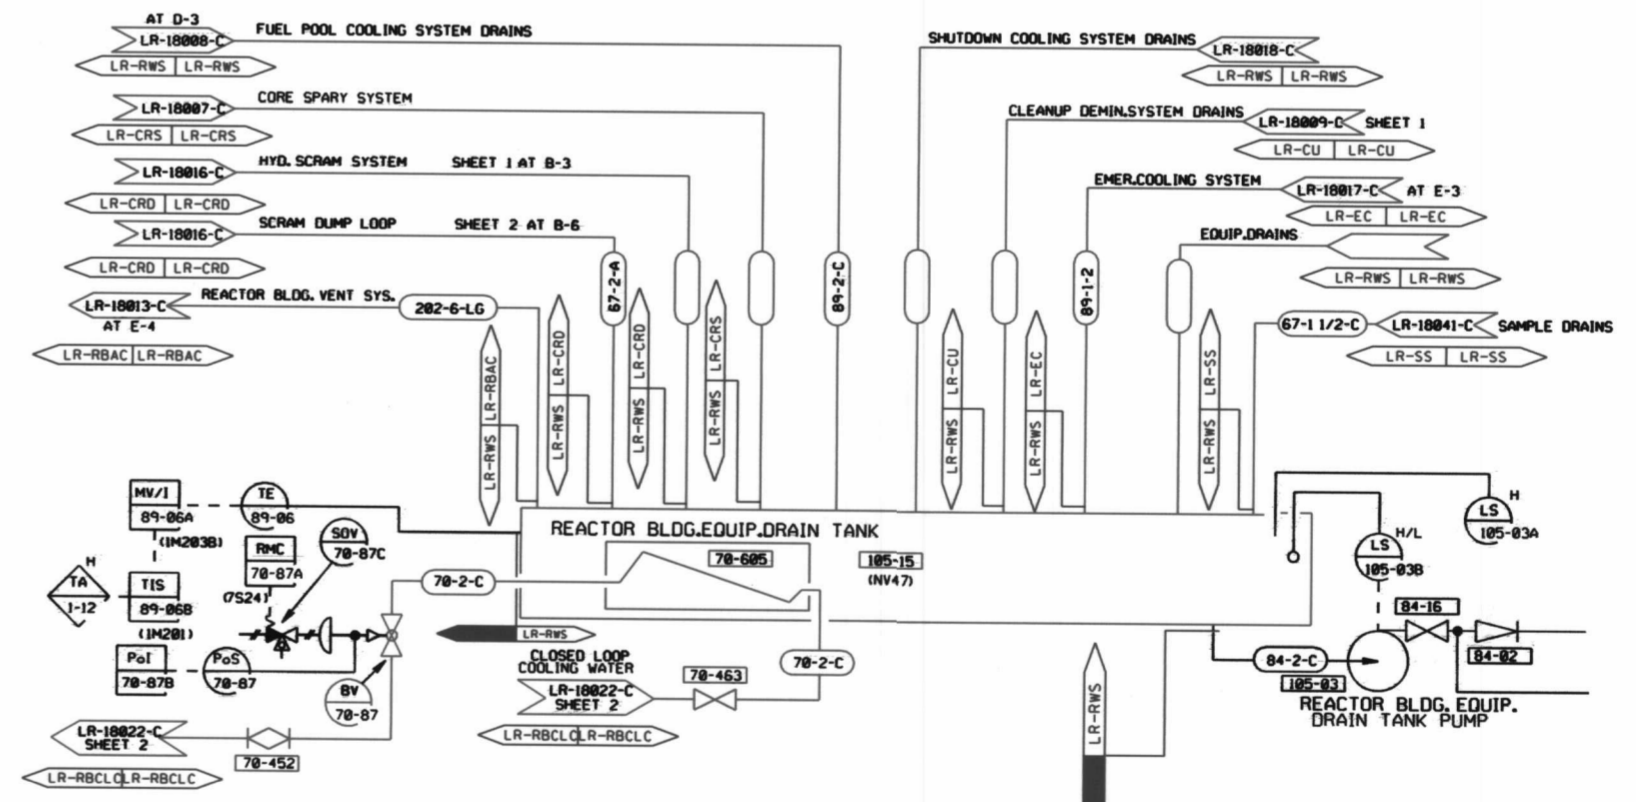 AT D-3
LR-18008-C
FUEL POOL COOLING SYSTEM DRAINS
LR-RWS LR-RWS
LR-18007-C
CORE SPARY SYSTEM
LR-CRS LR-CRS
LR-18016-C
HYD.SCRAM SYSTEM SHEET 1 AT B-3
LR-CRD LR-CRD
LR-18016-C
SCRAM DUMP LOOP SHEET 2 AT B-6
LR-CRD LR-CRD
LR-18013-C
REACTOR BLDG. VENT SYS.
202-6-LG
AT E-4
LR-RBAC LR-RBAC
SHUTDOWN COOLING SYSTEM DRAINS
LR-18018-C
LR-RWS LR-RWS
CLEANUP DEMIN.SYSTEM DRAINS
LR-18009-C
SHEET 1
LR-CU LR-CU
EMER.COOLING SYSTEM
LR-18017-C
AT E-3
LR-EC LR-EC
EQUIP.DRAINS
LR-RWS LR-RWS
67-1 1/2-C
LR-18041-C
SAMPLE DRAINS
LR-SS LR-SS
67-2-A
89-2-C
89-1-2
LR-RWS LR-RBAC
LR-RWS LR-CRD
LR-RWS LR-CRD
LR-RWS LR-CRS
LR-RWS LR-CU
LR-RWS LR-EC
LR-RWS LR-SS
MV/I
89-06A
(1M203B)
TE
89-06
H
TA
1-12
TIS
89-06B
(1M201)
RMC
70-87A
(7S24)
SOV
70-87C
PoI
70-87B
PoS
70-87
BV
70-87
LR-18022-C
SHEET 2
LR-RBCLC LR-RBCLC
70-452
REACTOR BLDG.EQUIP.DRAIN TANK
70-605
105-15
(NV47)
70-2-C
LR-RWS
CLOSED LOOP
COOLING WATER
LR-18022-C
SHEET 2
LR-RBCLC LR-RBCLC
70-463
70-2-C
LR-RWS
H
LS
105-03A
H/L
LS
105-03B
84-16
84-02
84-2-C
105-03
REACTOR BLDG. EQUIP.
DRAIN TANK PUMP